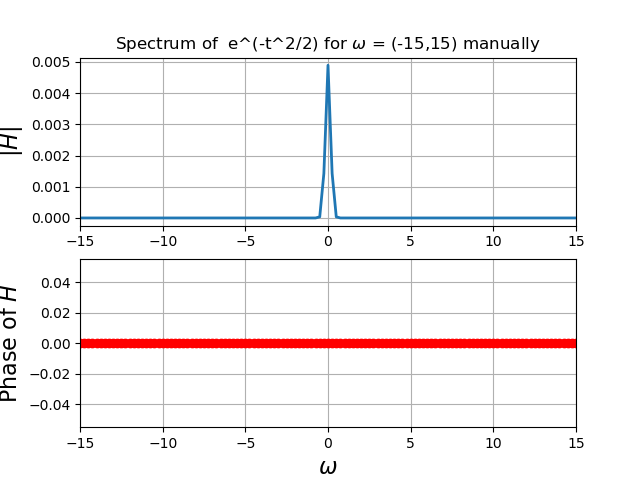 Spectrum of e^(-t^2/2) for ω = (-15,15) manually
|H|
0.005
0.004
0.003
0.002
0.001
0.000
−15 −10 −5 0 5 10 15
Phase of H
0.04
0.02
0.00
−0.02
−0.04
−15 −10 −5 0 5 10 15
ω